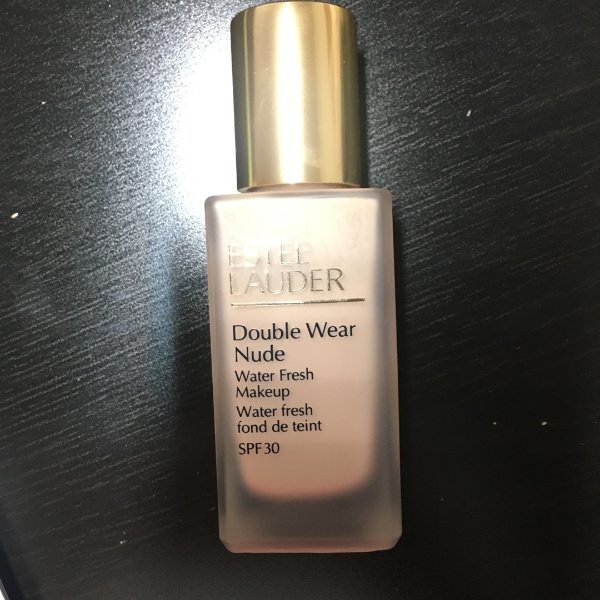 ESTEE
LAUDER
Double Wear
Nude
Water Fresh
Makeup
Water fresh
fond de teint
SPF30